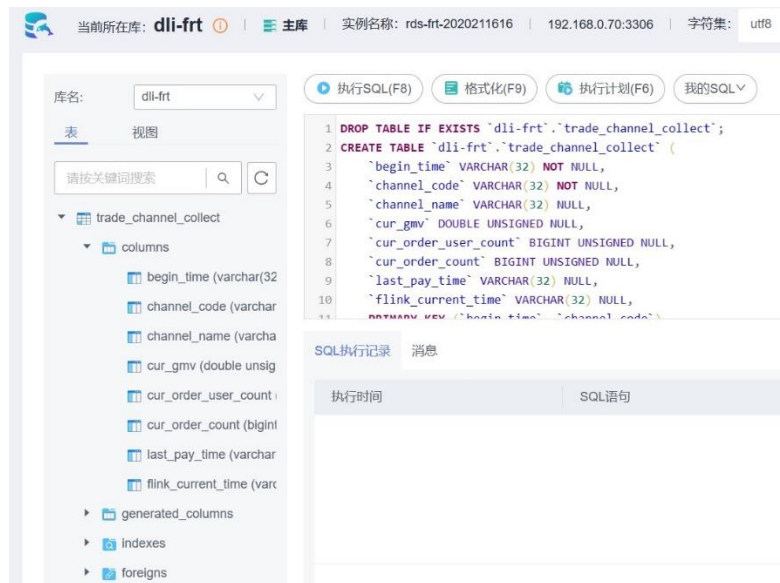 当前所在库: dli-frt 主库 实例名称: rds-frt-2020211616 192.168.0.70:3306 字符集: utf8
库名: dli-frt
表 视图
请按关键词搜索
trade_channel_collect
columns
begin_time (varchar(32
channel_code (varchar
channel_name (varcha
cur_gmv (double unsig
cur_order_user_count
cur_order_count (bigint
last_pay_time (varchar
flink_current_time (varc
generated_columns
indexes
foreigns
执行SQL(F8) 格式化(F9) 执行计划(F6) 我的SQL
1 DROP TABLE IF EXISTS `dli-frt`.`trade_channel_collect`;
2 CREATE TABLE `dli-frt`.`trade_channel_collect` (
3 `begin_time` VARCHAR(32) NOT NULL,
4 `channel_code` VARCHAR(32) NOT NULL,
5 `channel_name` VARCHAR(32) NULL,
6 `cur_gmv` DOUBLE UNSIGNED NULL,
7 `cur_order_user_count` BIGINT UNSIGNED NULL,
8 `cur_order_count` BIGINT UNSIGNED NULL,
9 `last_pay_time` VARCHAR(32) NULL,
10 `flink_current_time` VARCHAR(32) NULL,
11 PRIMARY KEY (`begin_time`, `channel_code`)
SQL执行记录 消息
执行时间 SQL语句